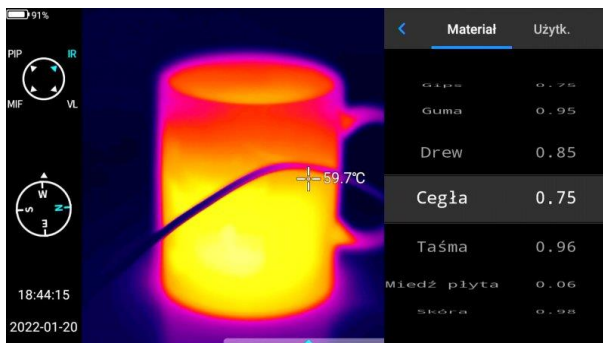 91%
PIP IR
MIF VL
W
S N
E
18:44:15
2022-01-20
59.7°C
Materiał Użytk.
Gips 0.75
Guma 0.95
Drew 0.85
Cegła 0.75
Taśma 0.96
Miedź płyta 0.06
Skóra 0.98